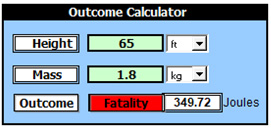 Outcome Calculator
Height 65 ft
Mass 1.8 kg
Outcome Fatality 349.72 Joules